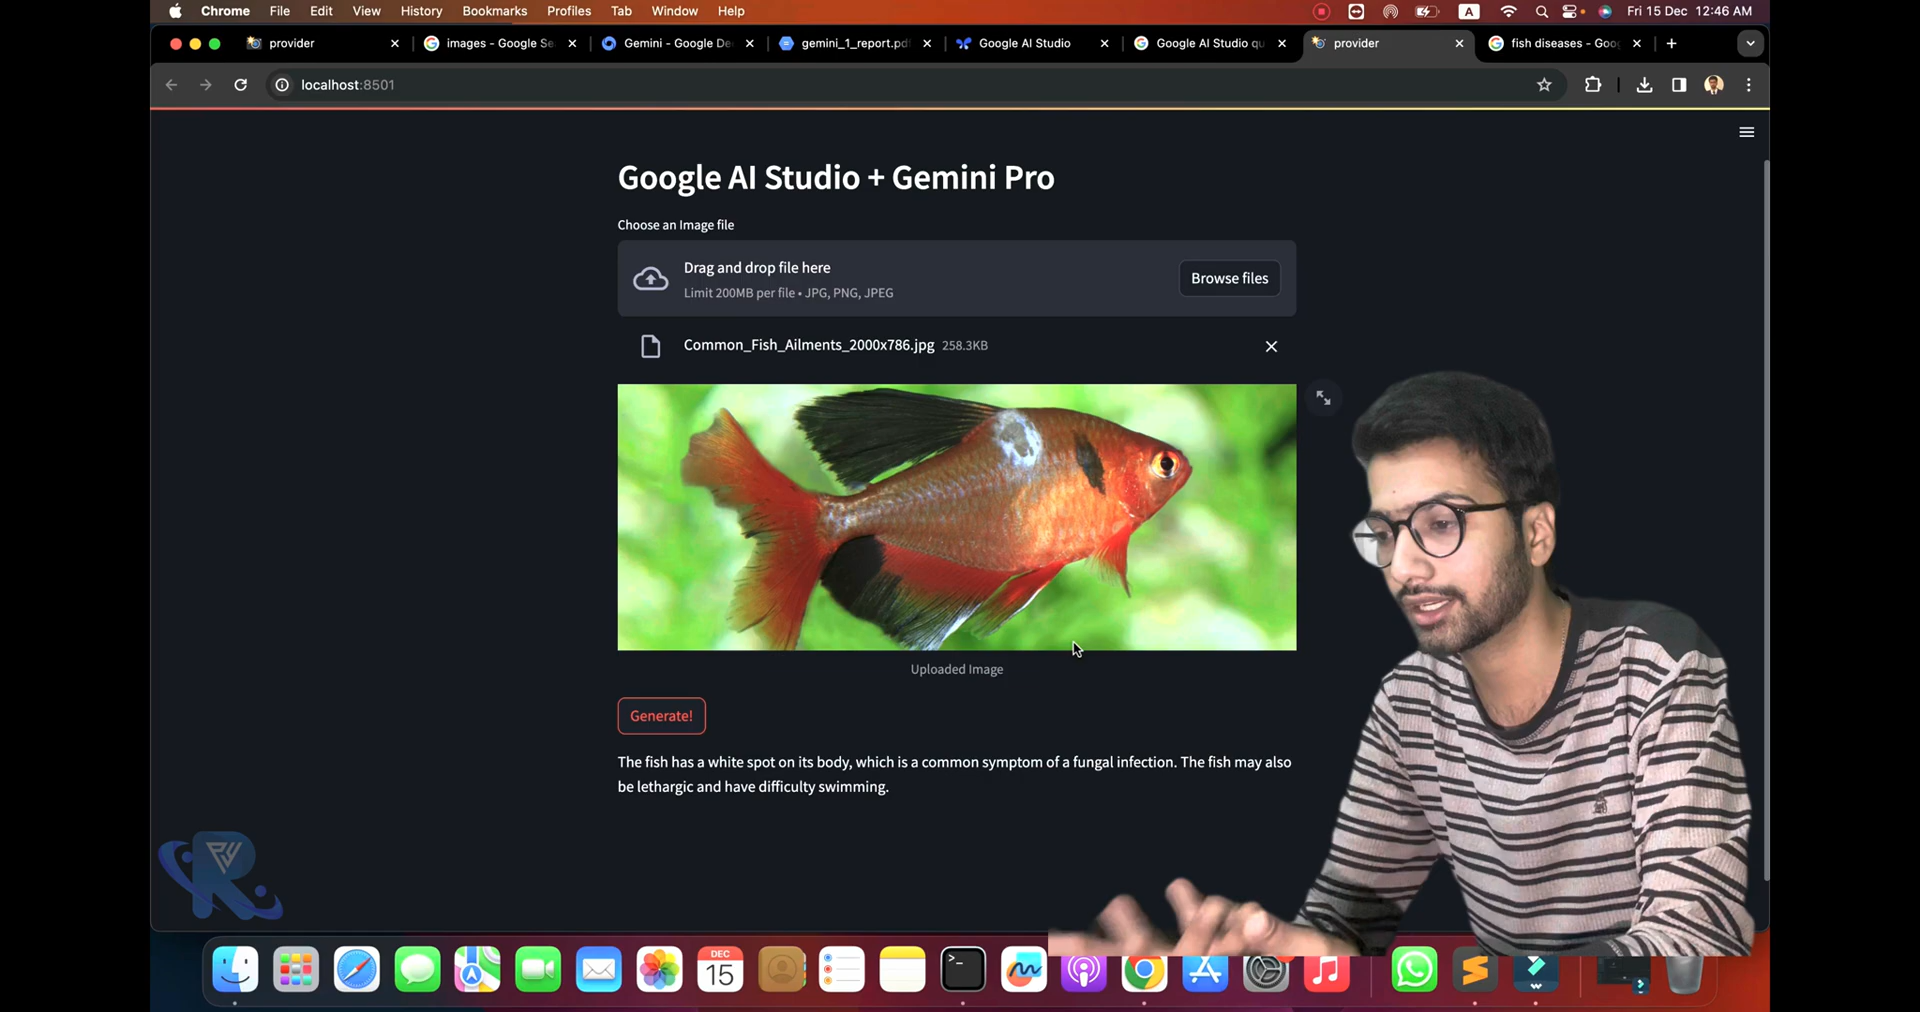 Chrome File Edit View History Bookmarks Profiles Tab Window Help A Fri 15 Dec 12:46 AM
provider images - Google Se Gemini - Google De gemini_1_report.pdf Google AI Studio Google AI Studio qu provider fish diseases - Goog
localhost:8501
Google AI Studio + Gemini Pro
Choose an Image file
Drag and drop file here
Limit 200MB per file • JPG, PNG, JPEG
Browse files
Common_Fish_Ailments_2000x786.jpg 258.3KB
Uploaded Image
Generate!
The fish has a white spot on its body, which is a common symptom of a fungal infection. The fish may also
be lethargic and have difficulty swimming.
DEC
15